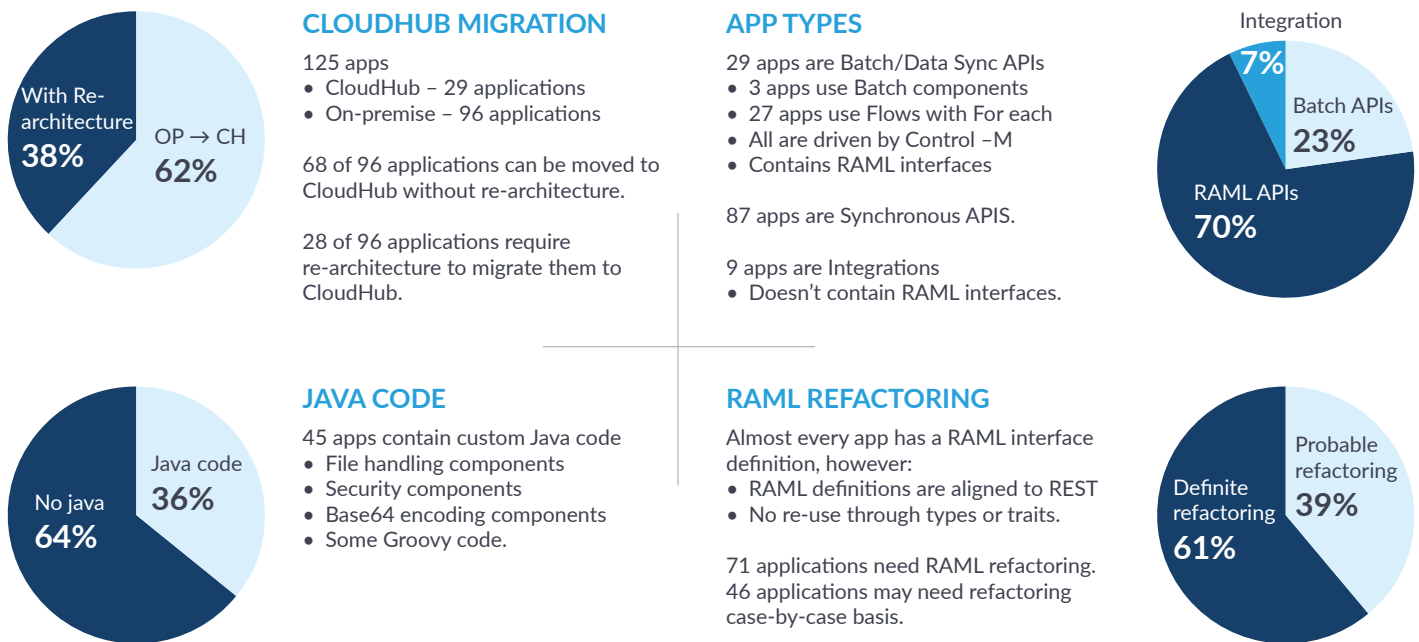 With Re-
architecture
38%
OP → CH
62%
CLOUDHUB MIGRATION
125 apps
• CloudHub – 29 applications
• On-premise – 96 applications
68 of 96 applications can be moved to
CloudHub without re-architecture.
28 of 96 applications require
re-architecture to migrate them to
CloudHub.
APP TYPES
29 apps are Batch/Data Sync APIs
• 3 apps use Batch components
• 27 apps use Flows with For each
• All are driven by Control –M
• Contains RAML interfaces
87 apps are Synchronous APIS.
9 apps are Integrations
• Doesn't contain RAML interfaces.
Integration
7%
Batch APIs
23%
RAML APIs
70%
No java
64%
Java code
36%
JAVA CODE
45 apps contain custom Java code
• File handling components
• Security components
• Base64 encoding components
• Some Groovy code.
RAML REFACTORING
Almost every app has a RAML interface
definition, however:
• RAML definitions are aligned to REST
• No re-use through types or traits.
71 applications need RAML refactoring.
46 applications may need refactoring
case-by-case basis.
Definite
refactoring
61%
Probable
refactoring
39%